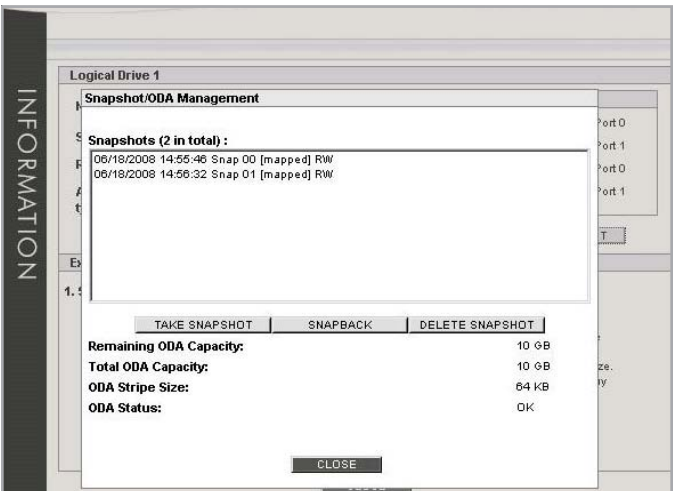 INFORMATION
Logical Drive 1
Snapshot/ODA Management
Snapshots (2 in total) :
06/18/2008 14:55:46 Snap 00 [mapped] RW
06/18/2008 14:56:32 Snap 01 [mapped] RW
Port 0
Port 1
Port 0
Port 1
T
1.
TAKE SNAPSHOT SNAPBACK DELETE SNAPSHOT
Remaining ODA Capacity: 10 GB
Total ODA Capacity: 10 GB
ODA Stripe Size: 64 KB
ODA Status: OK
ze.
CLOSE